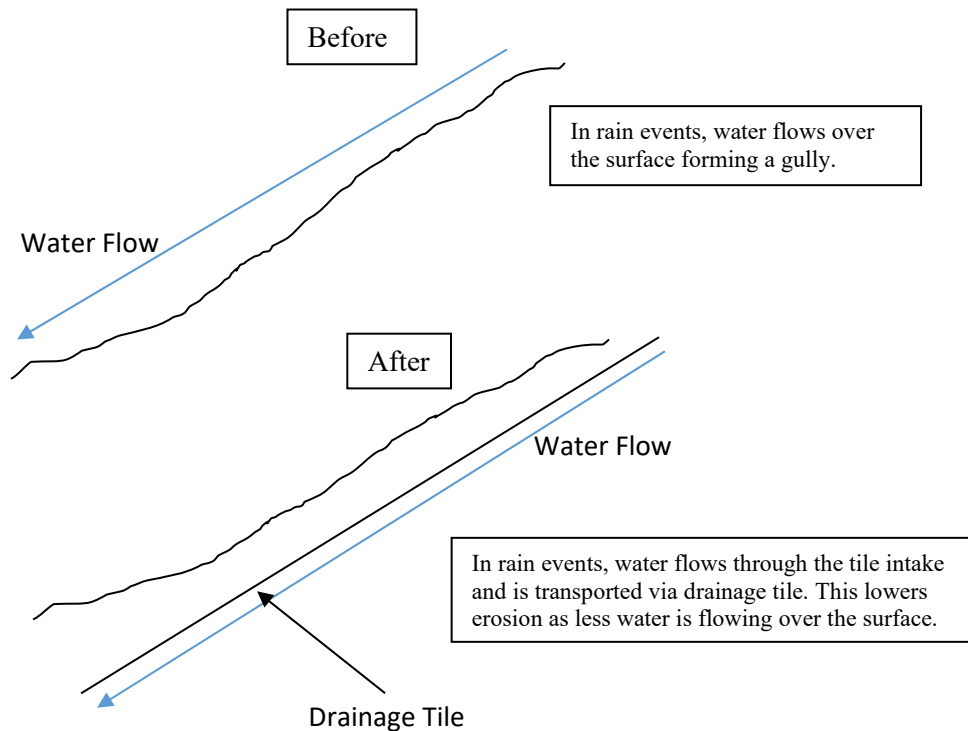 Before
In rain events, water flows over
the surface forming a gully.
Water Flow
After
Water Flow
In rain events, water flows through the tile intake
and is transported via drainage tile. This lowers
erosion as less water is flowing over the surface.
Drainage Tile